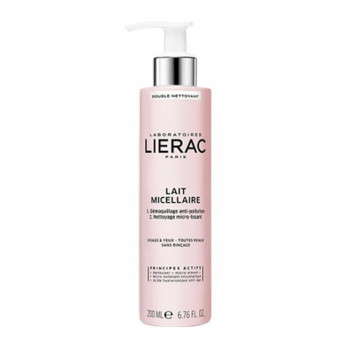 DOUBLE NETTOYANT
LABORATOIRES
LIERAC
PARIS
LAIT
MICELLAIRE
1. Démaquillage anti-pollution
2. Nettoyage micro-lissant
VISAGE & YEUX - TOUTES PEAUX
SANS RINÇAGE
PRINCIPES ACTIFS
200 ML ℮ 6.76 FL. OZ.